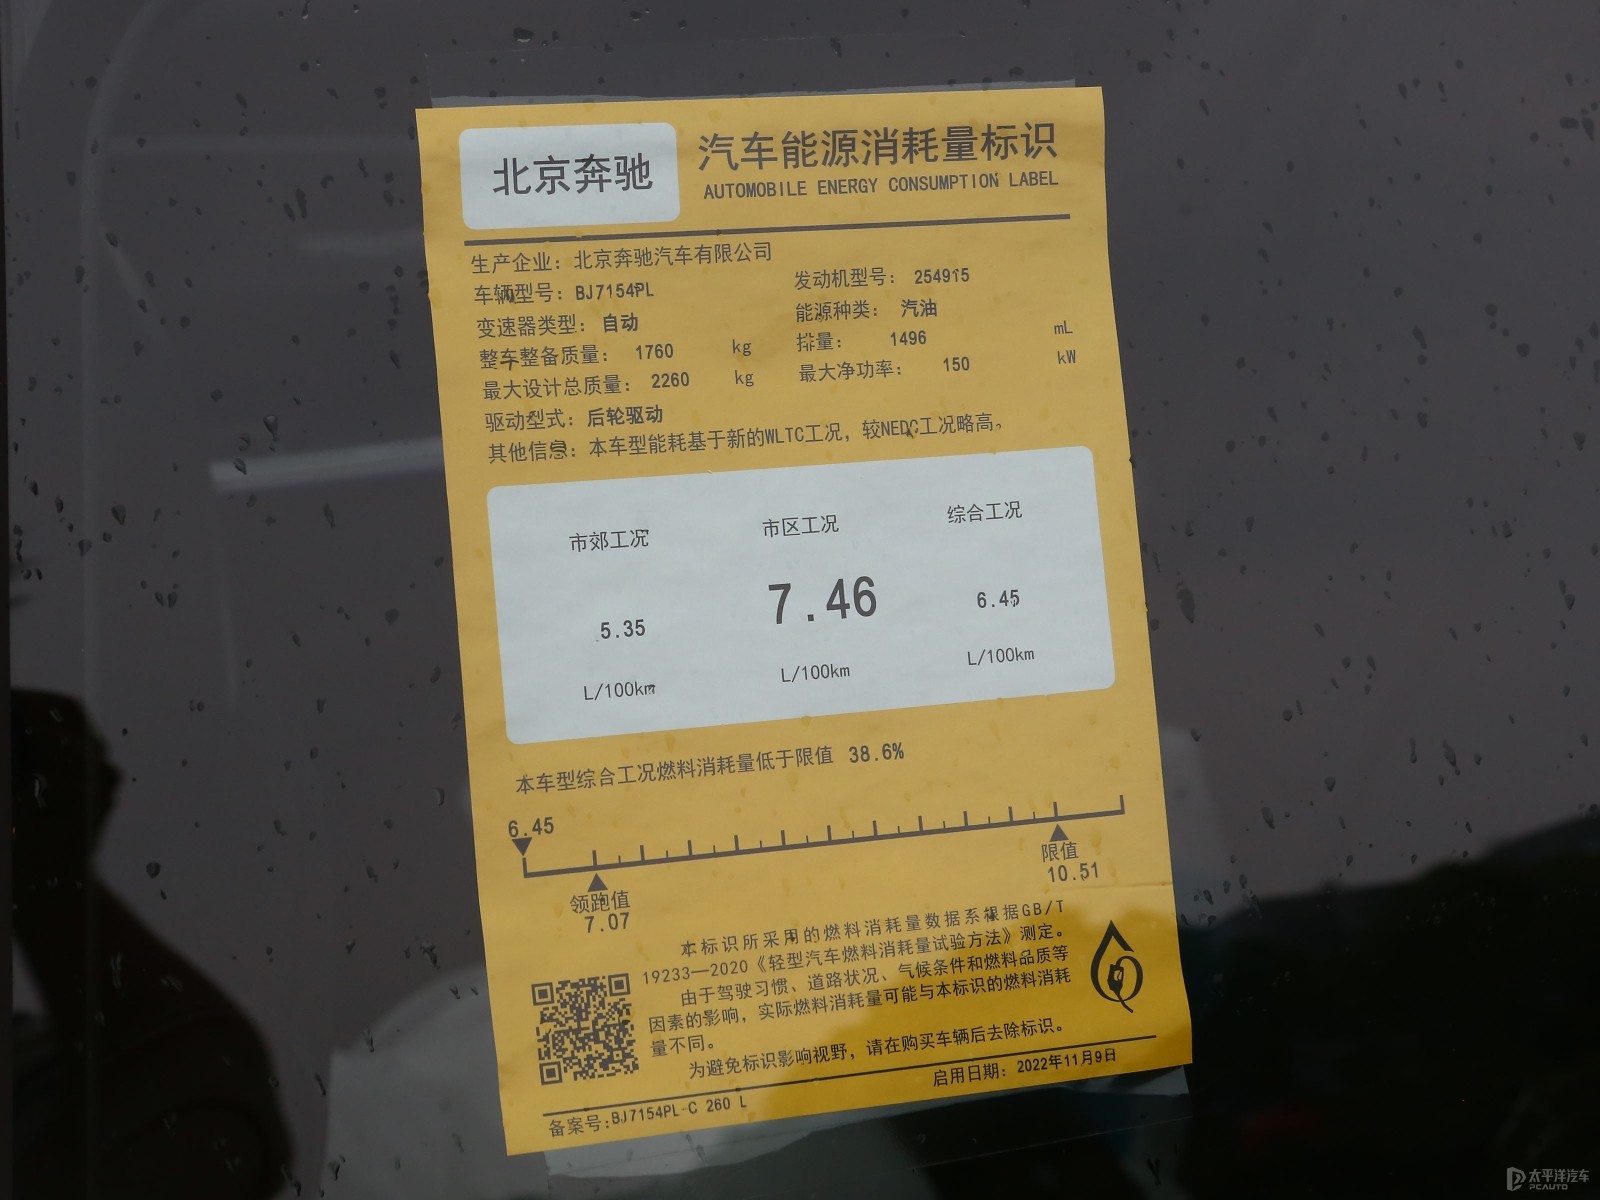 北京奔驰
汽车能源消耗量标识
AUTOMOBILE ENERGY CONSUMPTION LABEL
生产企业：北京奔驰汽车有限公司
车辆型号：BJ7154PL
发动机型号：254915
变速器类型：自动
能源种类：汽油
整车整备质量：1760 kg
排量：1496 mL
最大设计总质量：2260 kg
最大净功率：150 kW
驱动型式：后轮驱动
其他信息：本车型能耗基于新的WLTC工况，较NEDC工况略高。
市郊工况 市区工况 综合工况
5.35 7.46 6.45
L/100km L/100km L/100km
本车型综合工况燃料消耗量低于限值 38.6%
6.45
领跑值
7.07
限值
10.51
本标识所采用的燃料消耗量数据系根据GB/T
19233—2020《轻型汽车燃料消耗量试验方法》测定。
由于驾驶习惯、道路状况、气候条件和燃料品质等
因素的影响，实际燃料消耗量可能与本标识的燃料消耗
量不同。
为避免标识影响视野，请在购买车辆后去除标识。
备案号:BJ7154PL-C 260 L
启用日期：2022年11月9日
太平洋汽车
PCAUTO